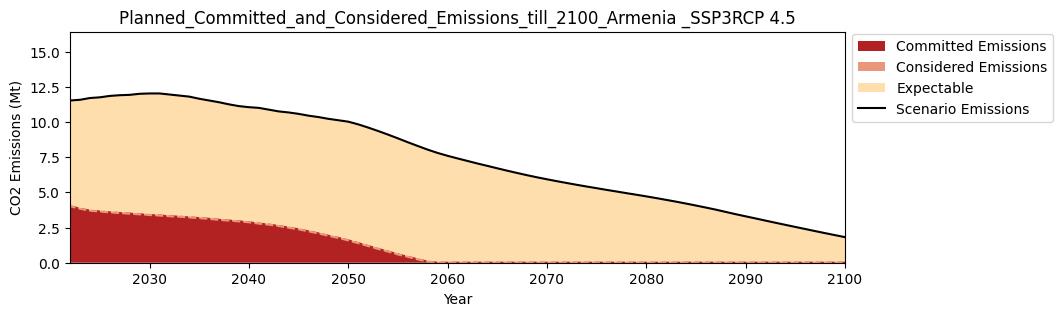 Planned_Committed_and_Considered_Emissions_till_2100_Armenia _SSP3RCP 4.5
15.0
12.5
10.0
7.5
5.0
2.5
0.0
CO2 Emissions (Mt)
2030 2040 2050 2060 2070 2080 2090 2100
Year
Committed Emissions
Considered Emissions
Expectable
Scenario Emissions